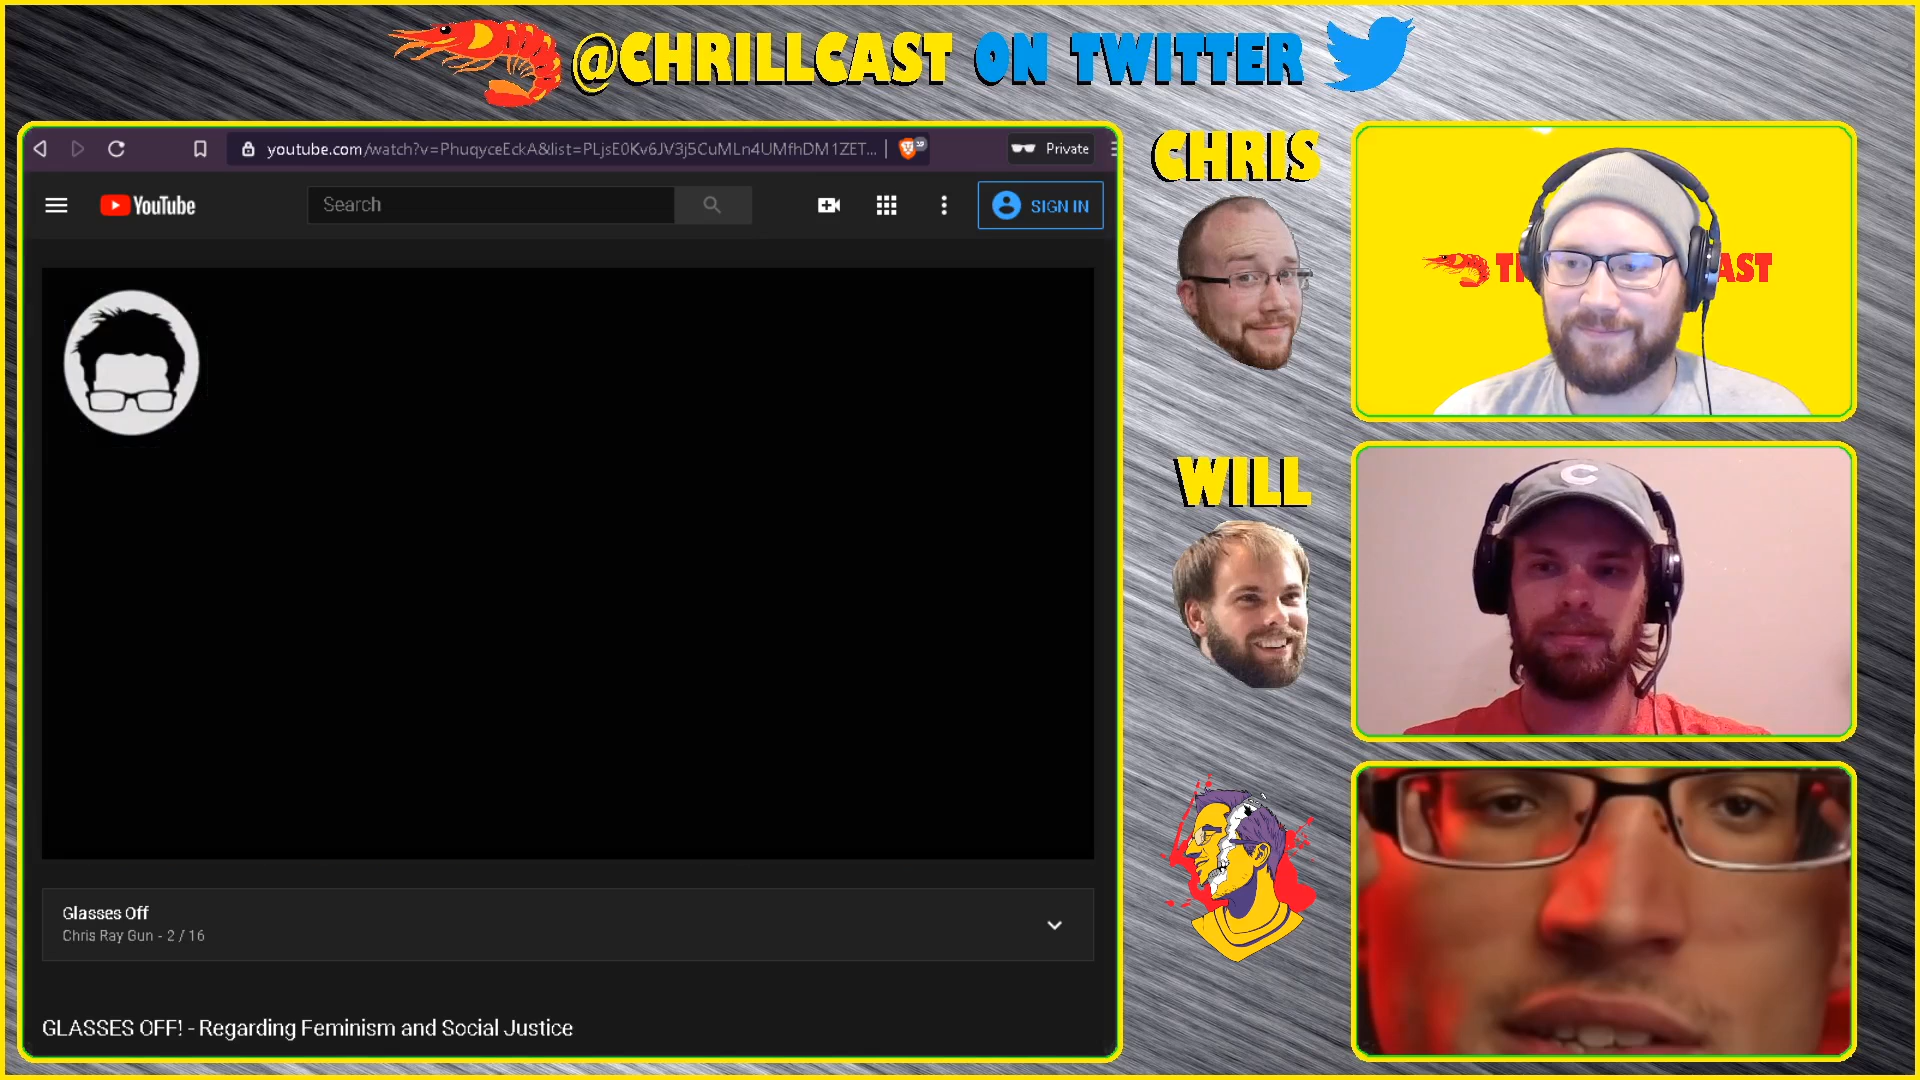 @CHRILLCAST ON TWITTER
youtube.com/watch?v=PhuqyceEckA&list=PLjsE0Kv6JV3j5CuMLn4UMfhDM1ZET...
Private
YouTube
Search
SIGN IN
CHRIS
AST
WILL
C
Glasses Off
Chris Ray Gun - 2 / 16
GLASSES OFF! - Regarding Feminism and Social Justice